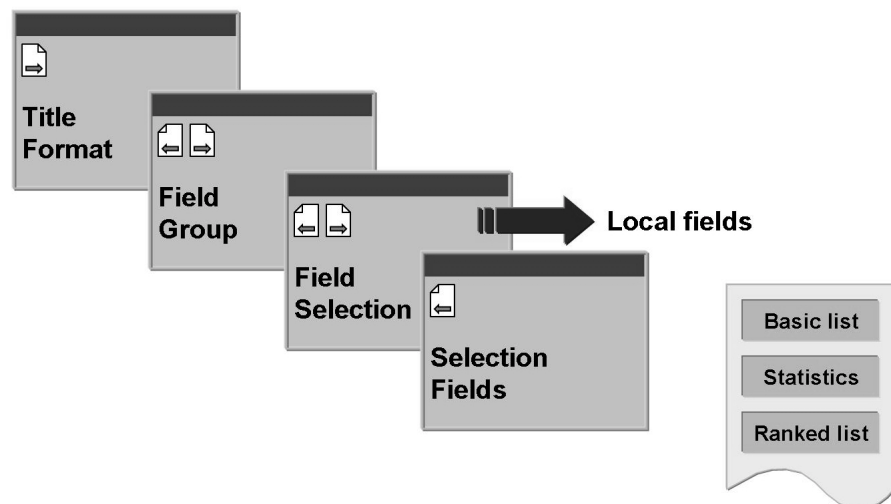 Title
Format
Field
Group
Field
Selection
Local fields
Selection
Fields
Basic list
Statistics
Ranked list